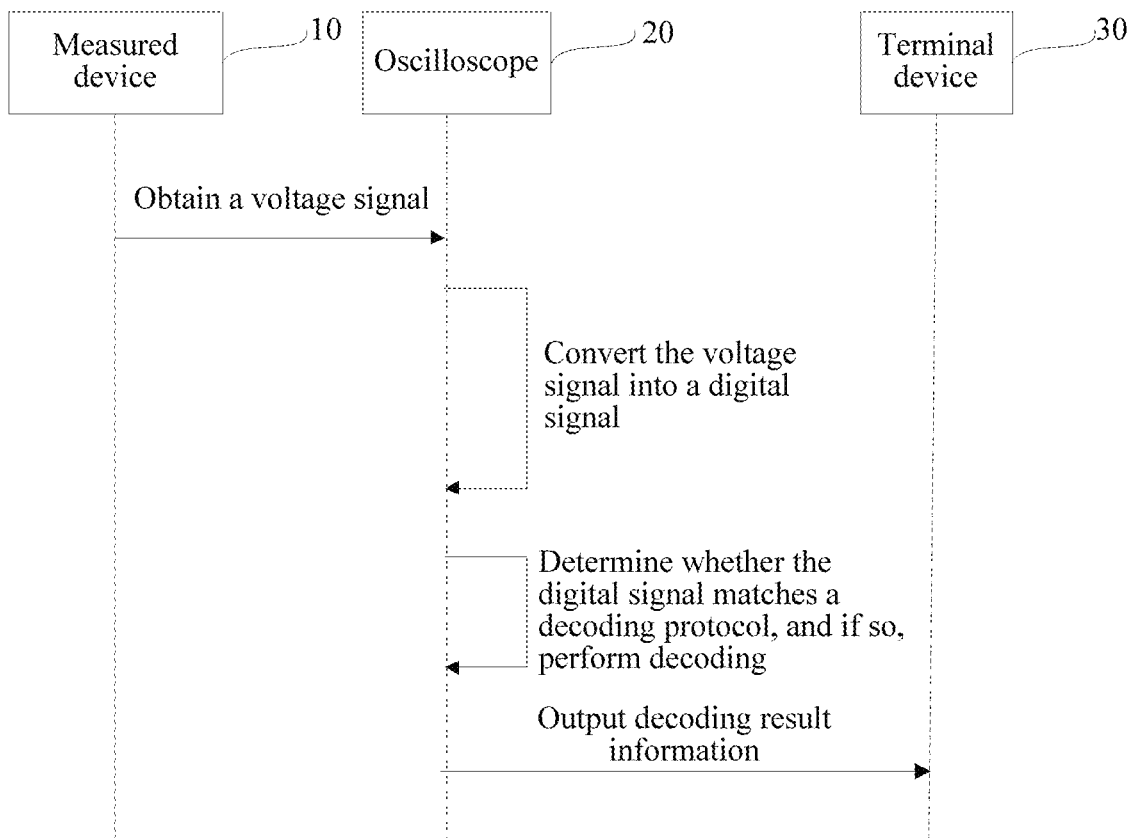 Measured
device
10
Oscilloscope
20
Terminal
device
30
Obtain a voltage signal
Convert the voltage
signal into a digital
signal
Determine whether the
digital signal matches a
decoding protocol, and if so,
perform decoding
Output decoding result
information